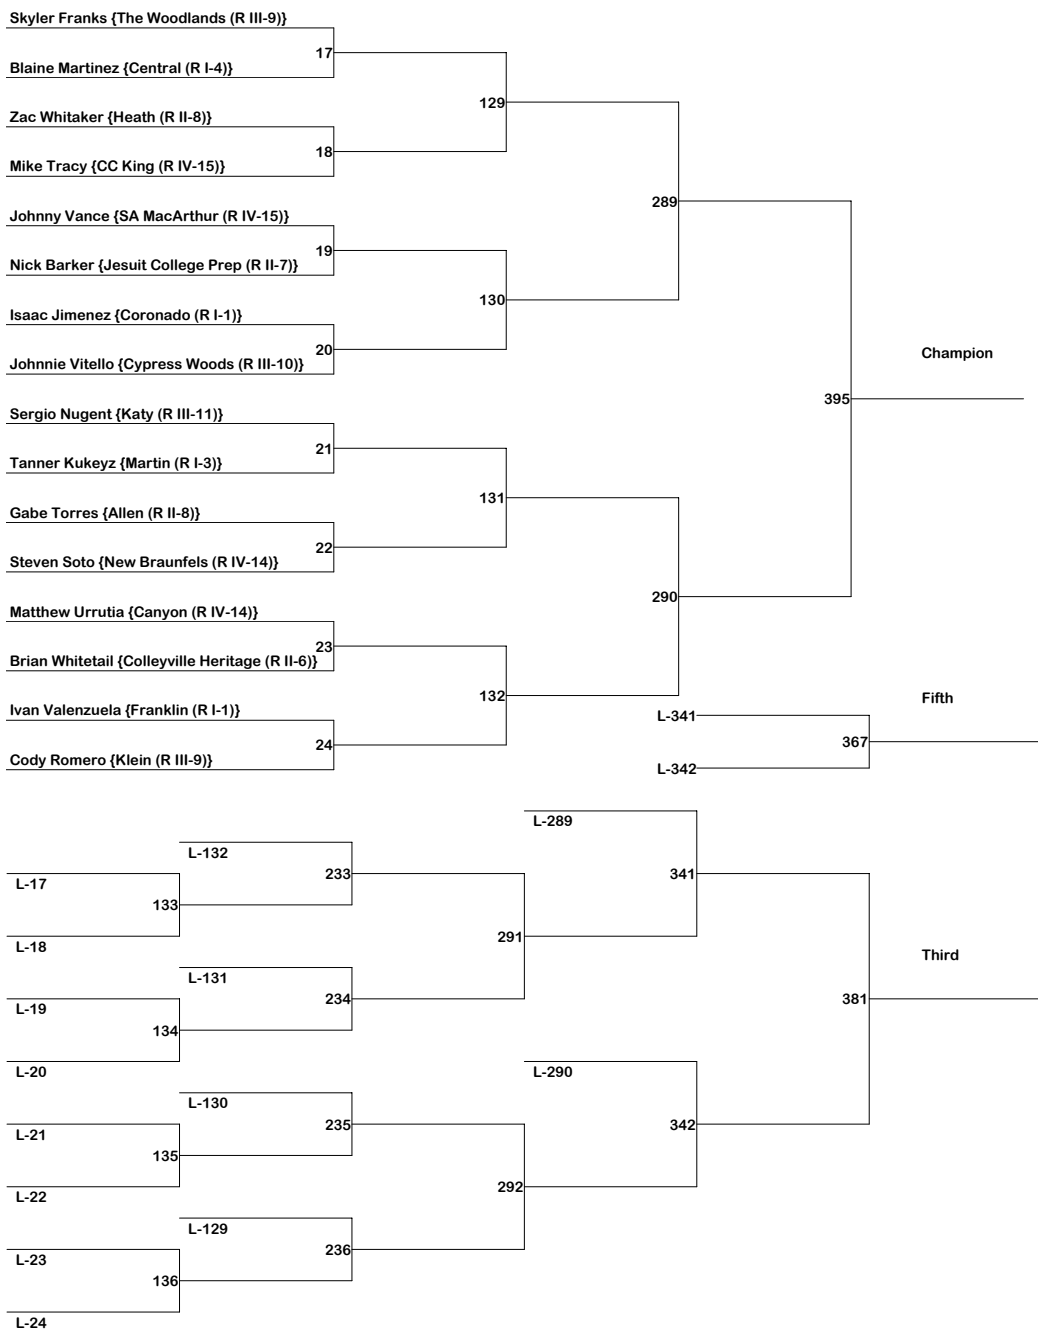 Skyler Franks {The Woodlands (R III-9)}
17
Blaine Martinez {Central (R I-4)}
129
Zac Whitaker {Heath (R II-8)}
18
Mike Tracy {CC King (R IV-15)}
289
Johnny Vance {SA MacArthur (R IV-15)}
19
Nick Barker {Jesuit College Prep (R II-7)}
130
Isaac Jimenez {Coronado (R I-1)}
20
Johnnie Vitello {Cypress Woods (R III-10)}
Champion
395
Sergio Nugent {Katy (R III-11)}
21
Tanner Kukeyz {Martin (R I-3)}
131
Gabe Torres {Allen (R II-8)}
22
Steven Soto {New Braunfels (R IV-14)}
290
Matthew Urrutia {Canyon (R IV-14)}
23
Brian Whitetail {Colleyville Heritage (R II-6)}
132
Fifth
Ivan Valenzuela {Franklin (R I-1)}
L-341
24
367
Cody Romero {Klein (R III-9)}
L-342
L-289
L-132
233
341
L-17
133
291
L-18
Third
L-131
234
381
L-19
134
L-20
L-290
L-130
235
342
L-21
135
292
L-22
L-129
236
L-23
136
L-24